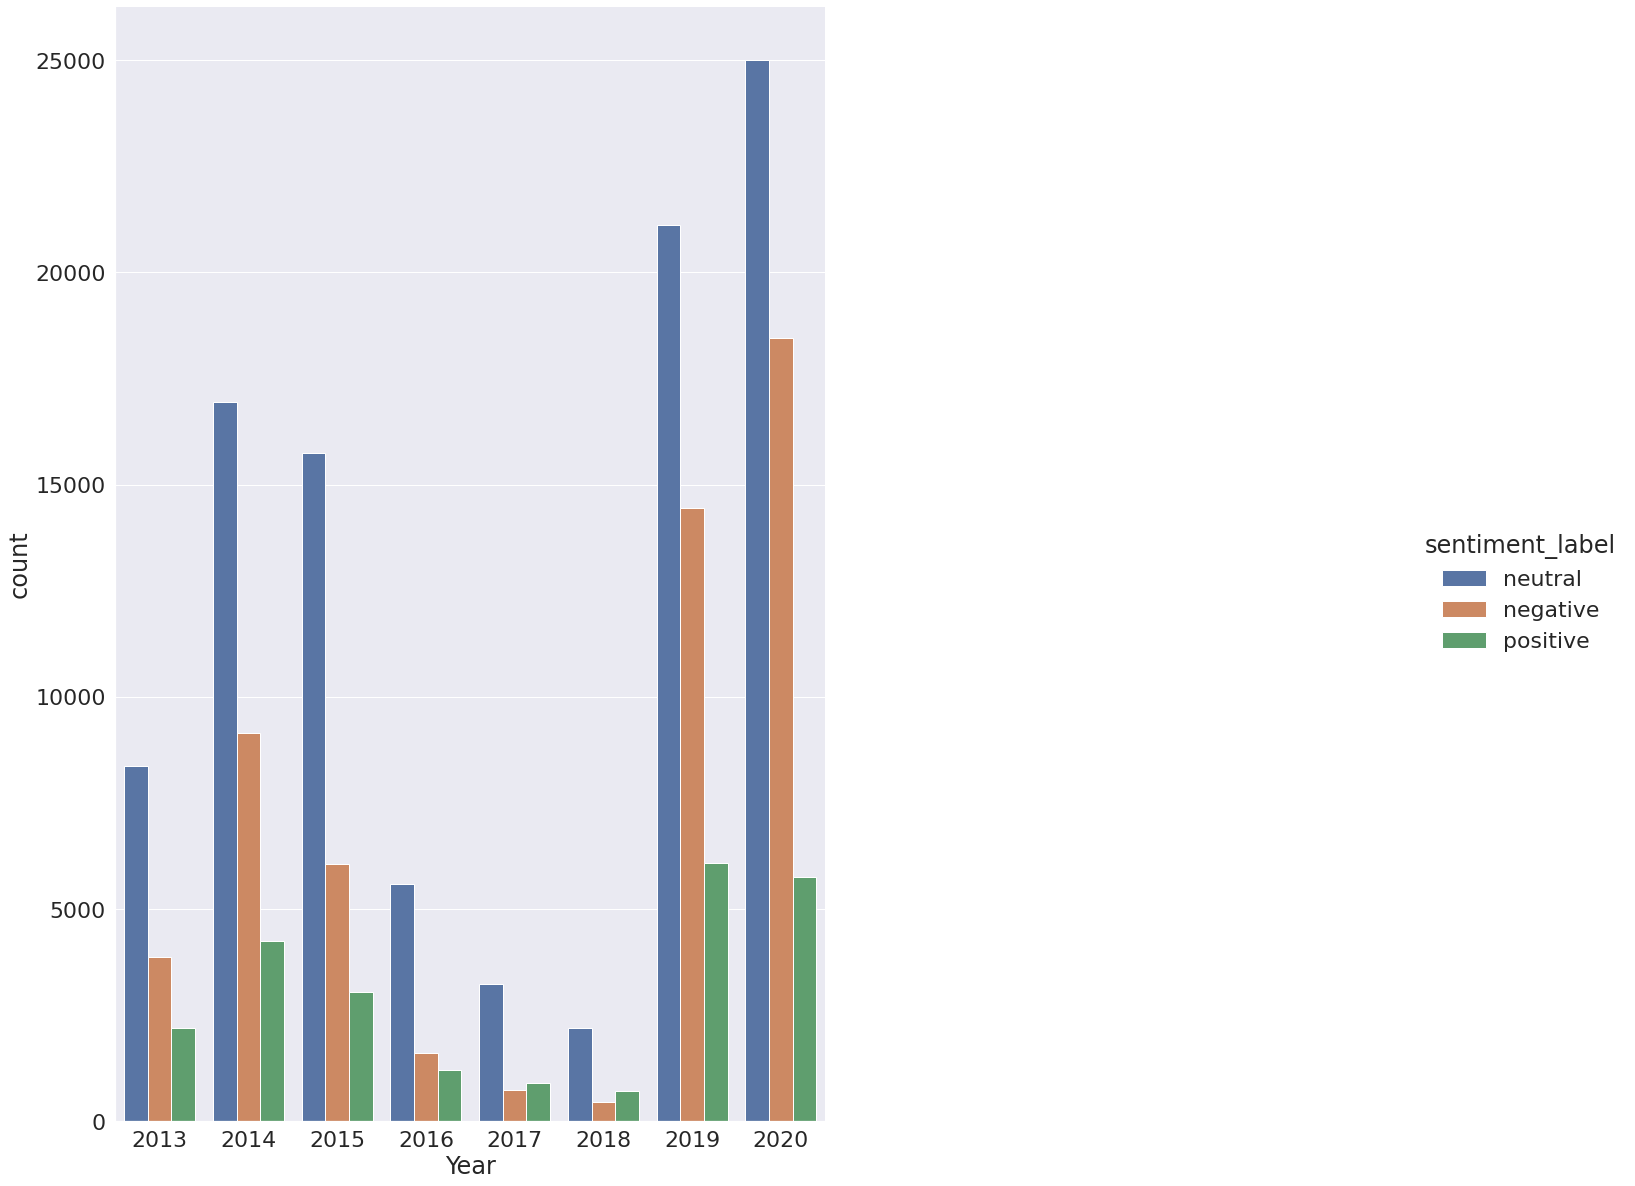 25000
20000
15000
10000
5000
0
count
2013 2014 2015 2016 2017 2018 2019 2020
Year
sentiment_label
neutral
negative
positive